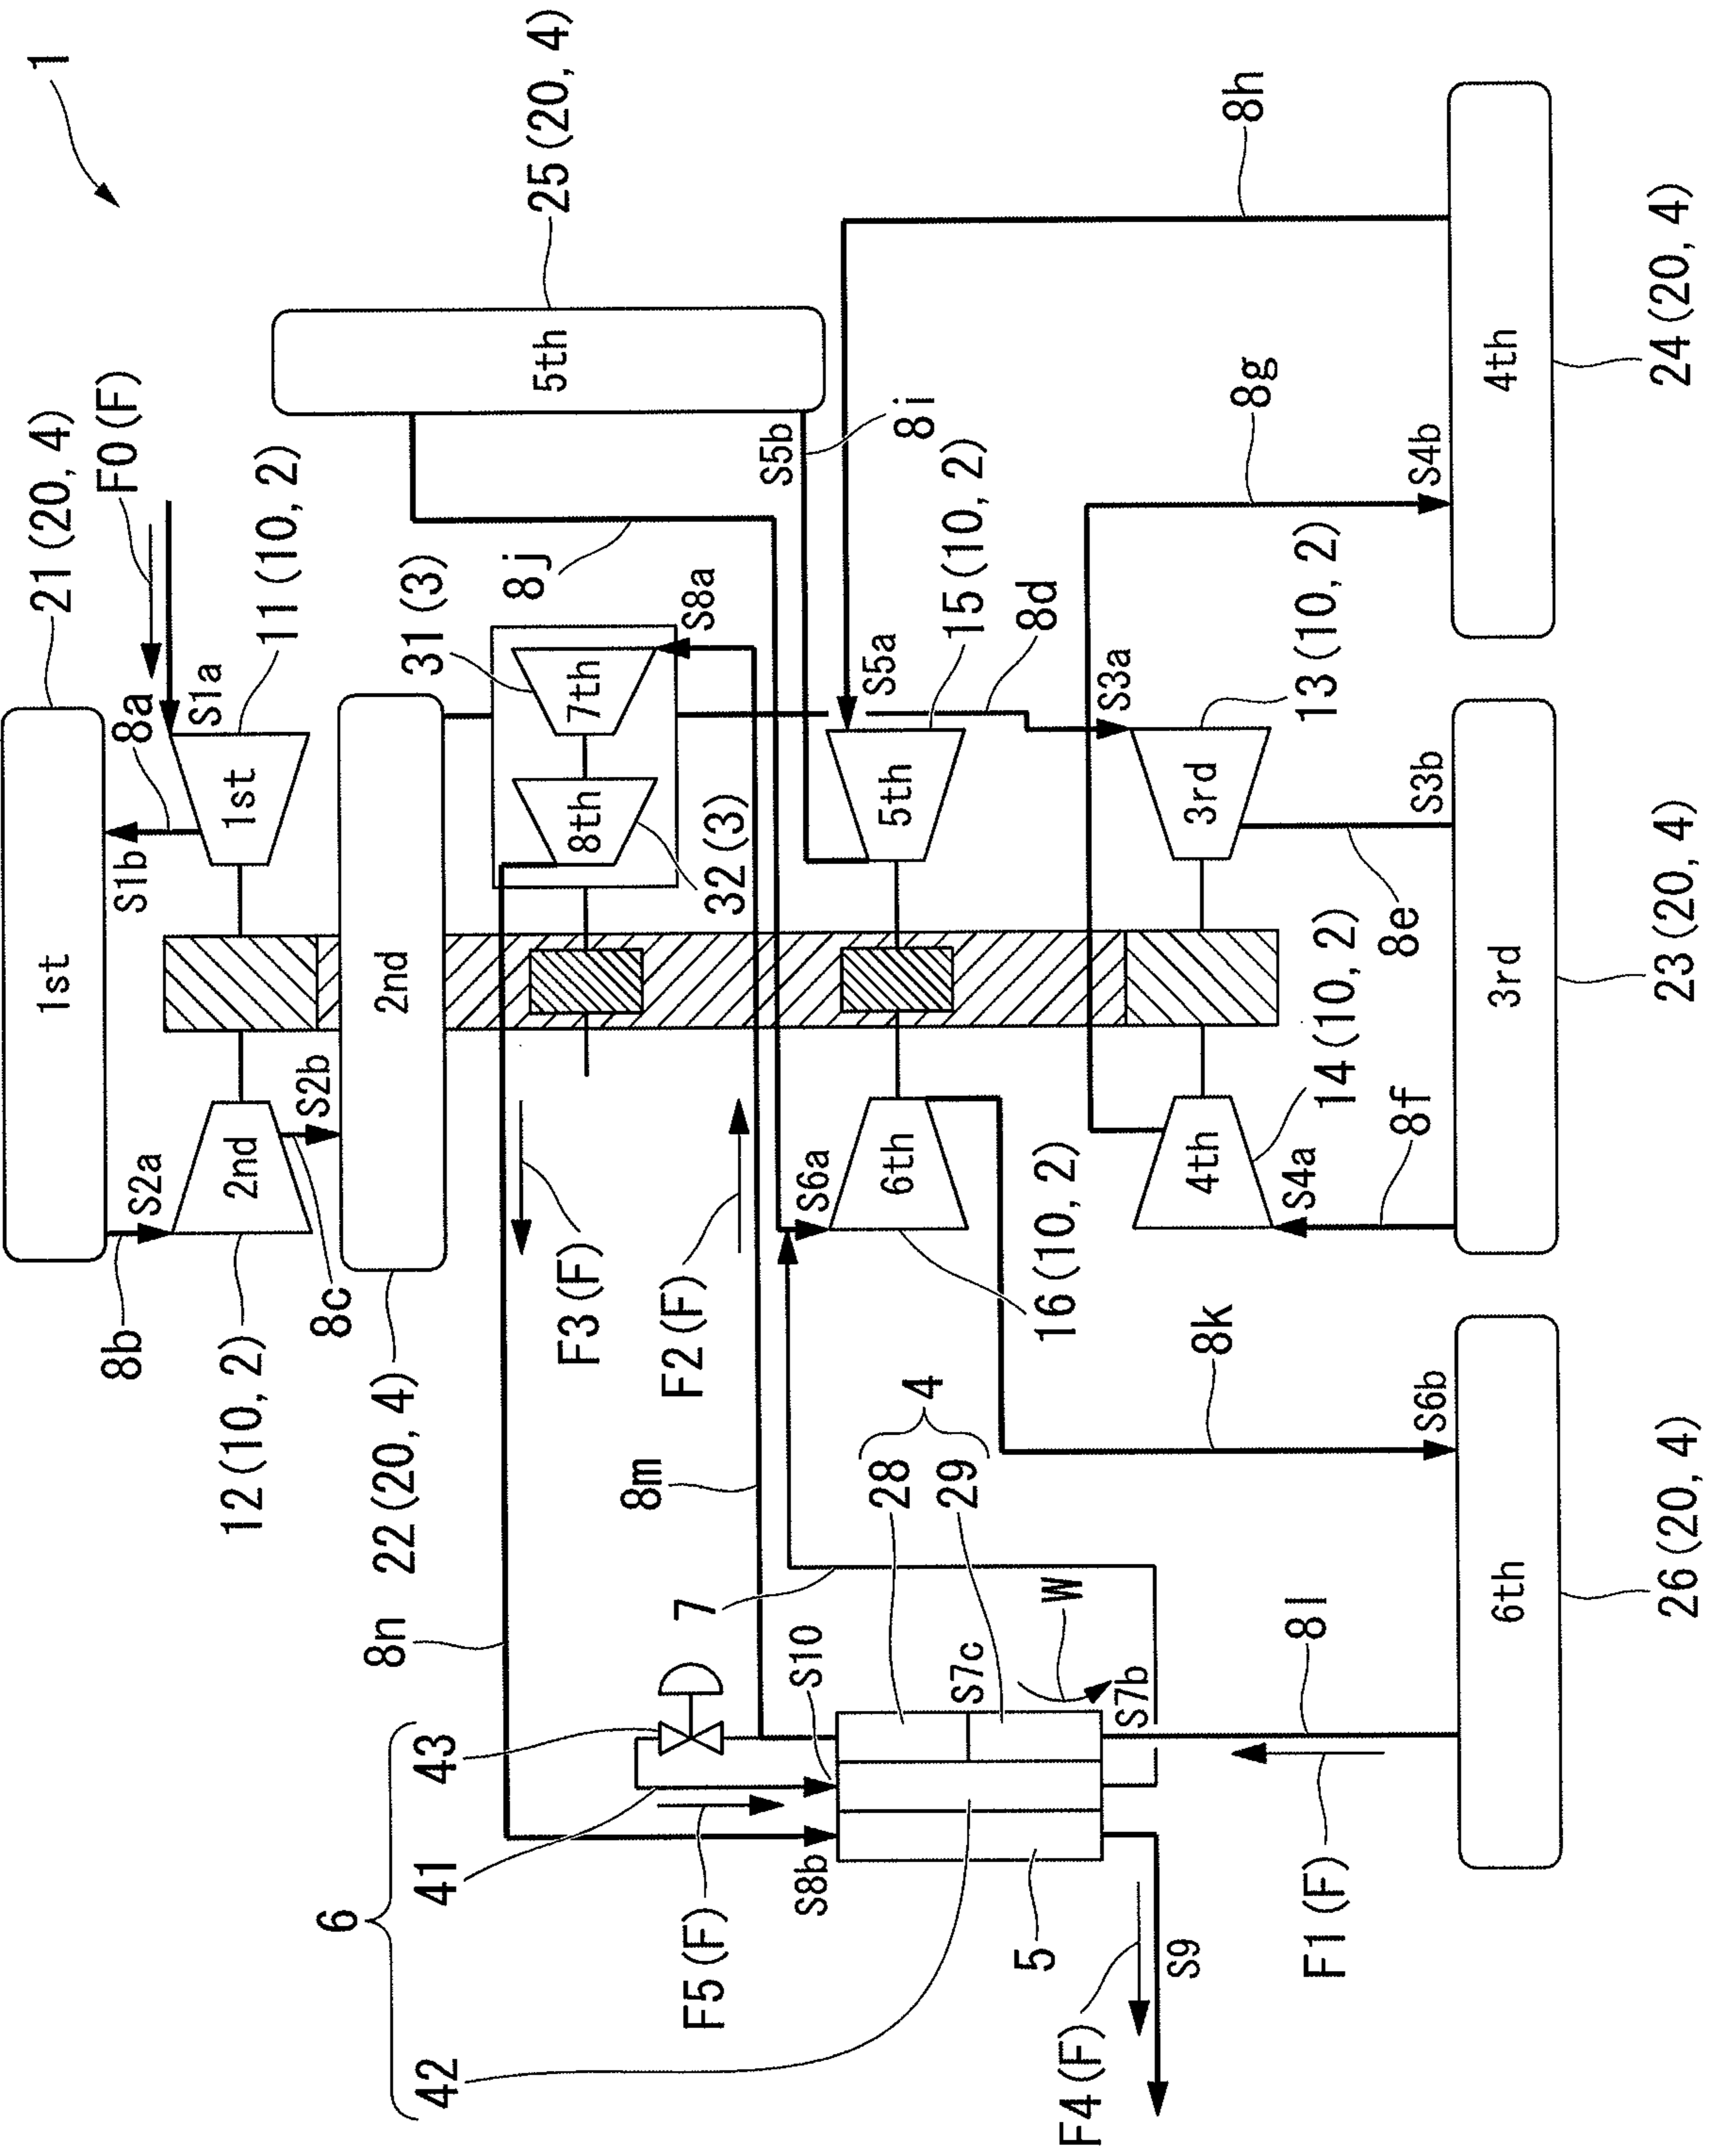 1
21 (20, 4)
F0 (F)
11 (10, 2)
25 (20, 4)
5th
1st
S1b
8a
S1a
1st
8b
S2a
2nd
S2b
8c
12 (10, 2)
2nd
22 (20, 4)
31 (3)
7th
8th
32 (3)
S8a
8j
S5b
8i
8h
S5a
15 (10, 2)
5th
8d
S3a
13 (10, 2)
3rd
8g
S4b
4th
24 (20, 4)
S3b
8e
3rd
23 (20, 4)
14 (10, 2)
4th
S4a
8f
S6a
6th
16 (10, 2)
F3 (F)
F2 (F)
8m
8n
8k
S6b
6th
26 (20, 4)
4
28
29
7
W
S10
S7c
S7b
8l
F1 (F)
6
43
41
42
F5 (F)
S8b
5
F4 (F)
S9